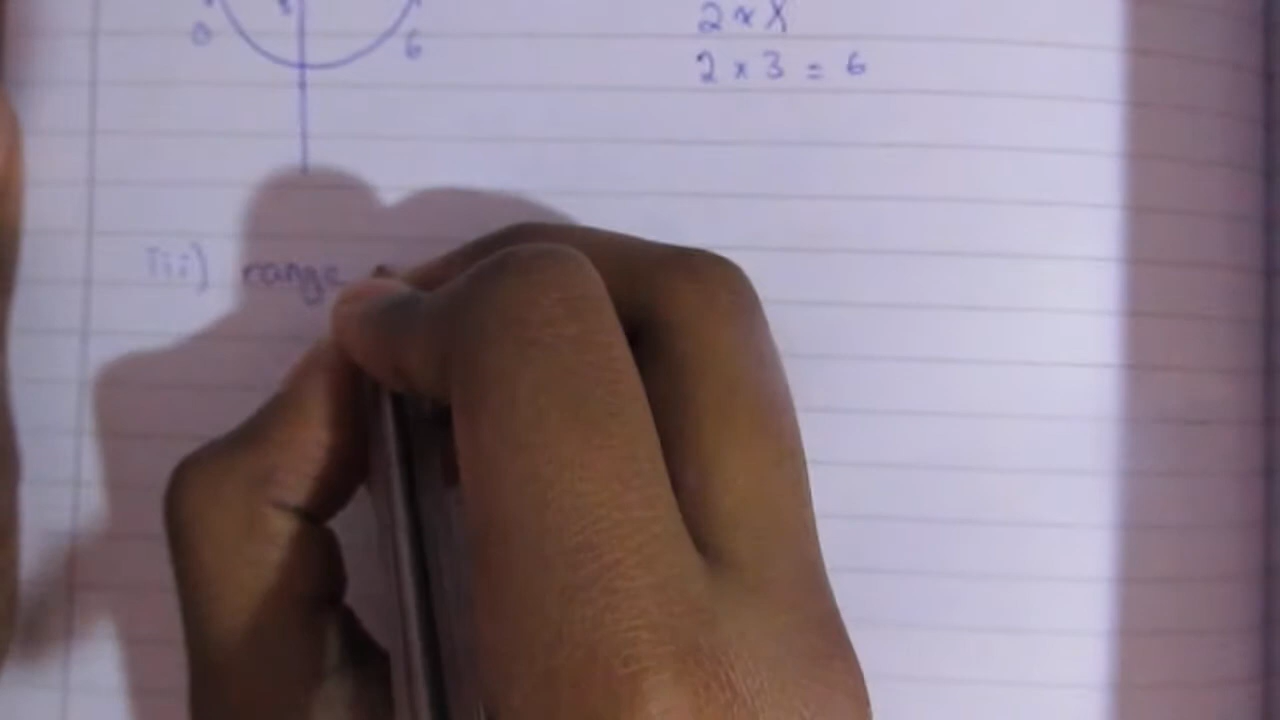 2 × X
0 6 2 × 3 = 6
iii) range